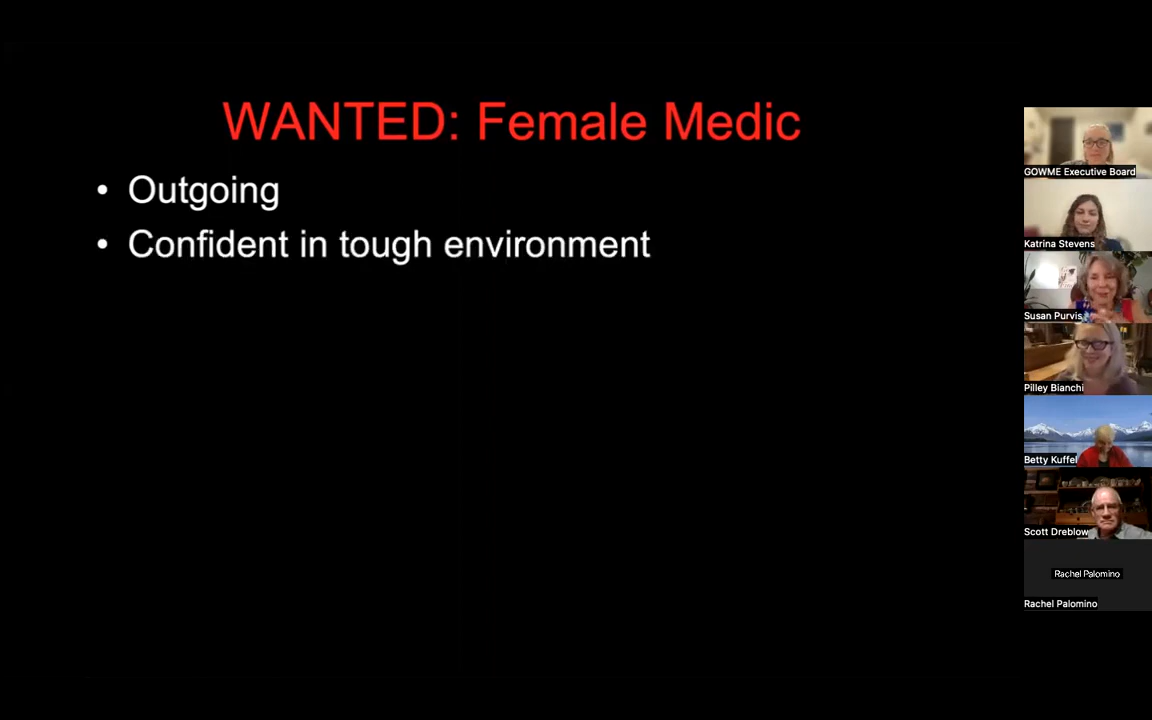 WANTED: Female Medic
• Outgoing
• Confident in tough environment
GOWME Executive Board
Katrina Stevens
Susan Purvis
Pilley Bianchi
Betty Kuffel
Scott Dreblow
Rachel Palomino
Rachel Palomino